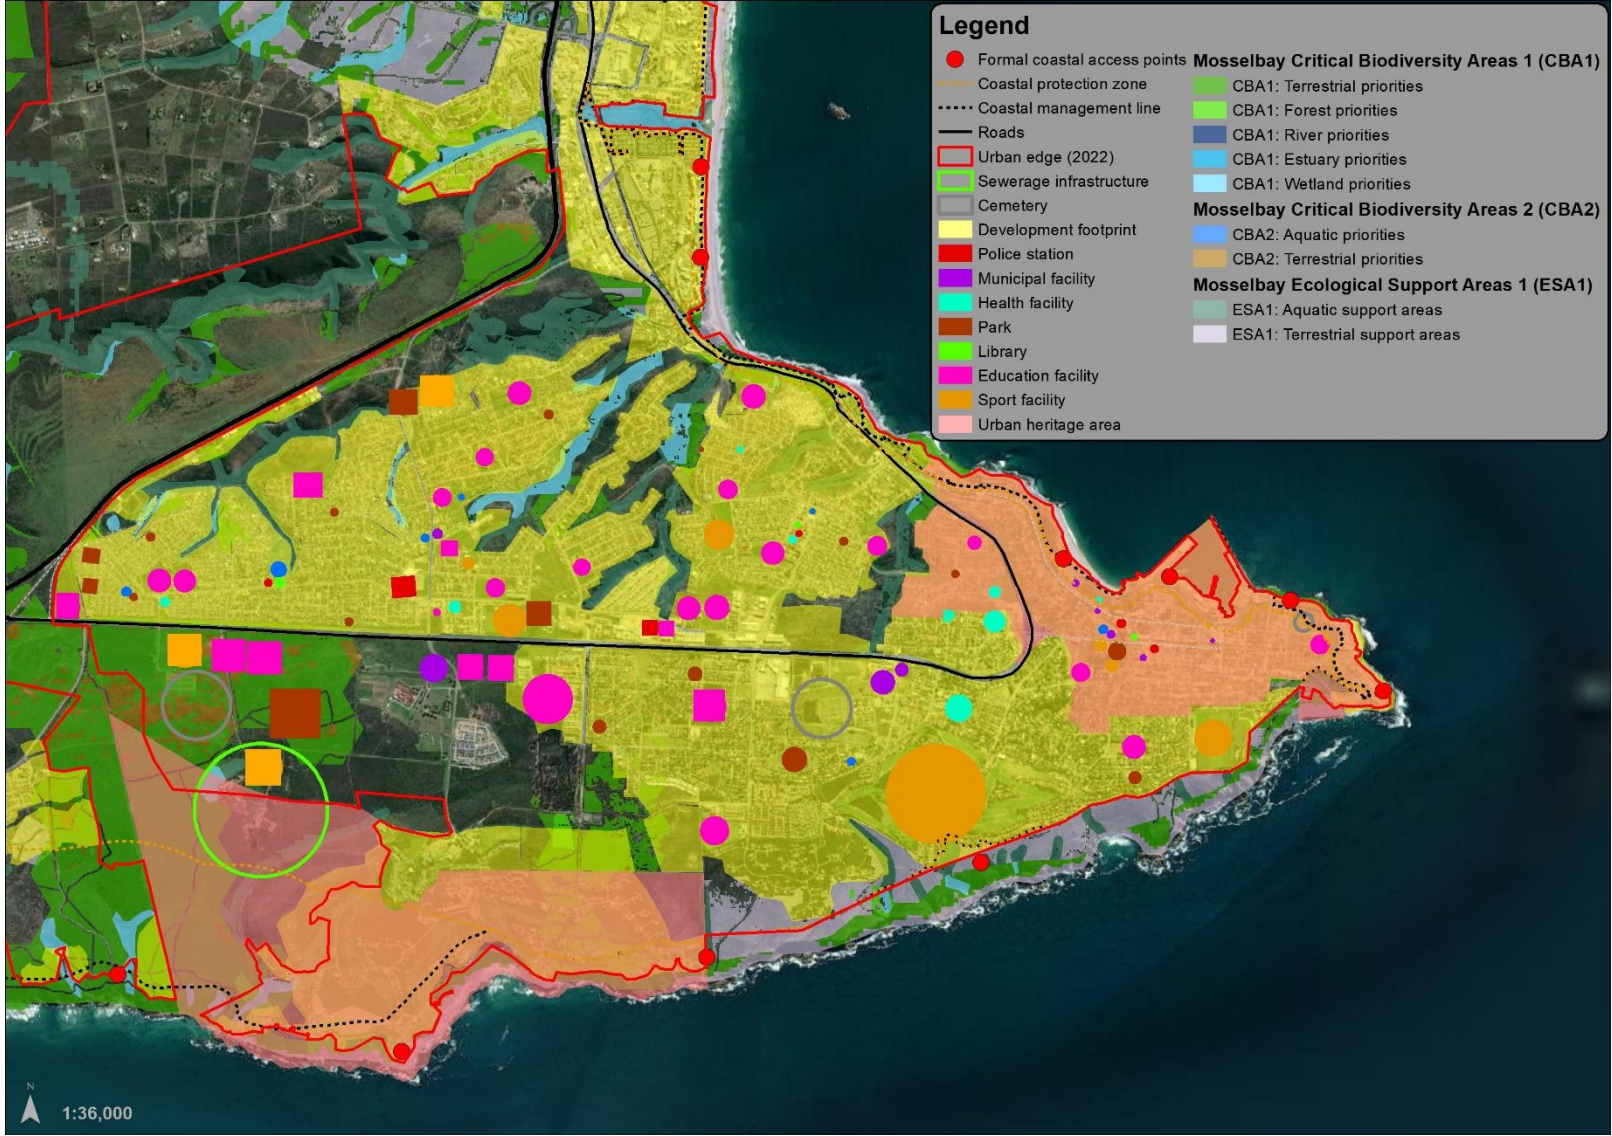 Legend
Formal coastal access points
Coastal protection zone
Coastal management line
Roads
Urban edge (2022)
Sewerage infrastructure
Cemetery
Development footprint
Police station
Municipal facility
Health facility
Park
Library
Education facility
Sport facility
Urban heritage area
Mosselbay Critical Biodiversity Areas 1 (CBA1)
CBA1: Terrestrial priorities
CBA1: Forest priorities
CBA1: River priorities
CBA1: Estuary priorities
CBA1: Wetland priorities
Mosselbay Critical Biodiversity Areas 2 (CBA2)
CBA2: Aquatic priorities
CBA2: Terrestrial priorities
Mosselbay Ecological Support Areas 1 (ESA1)
ESA1: Aquatic support areas
ESA1: Terrestrial support areas
N
1:36,000